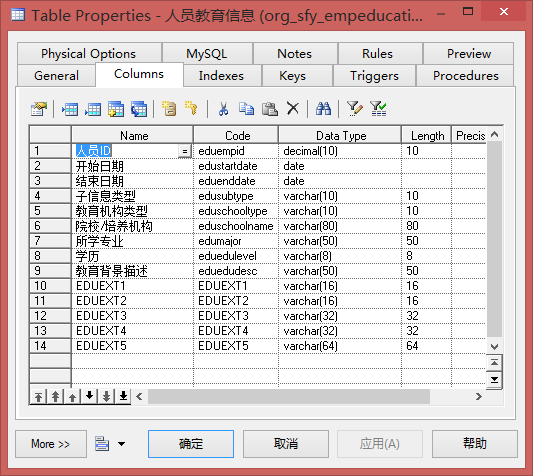 Table Properties - 人员教育信息 (org_sfy_empeducati...
Physical Options MySQL Notes Rules Preview
General Columns Indexes Keys Triggers Procedures
Name Code Data Type Length Precis
1 人员ID = eduempid decimal(10) 10
2 开始日期 edustartdate date
3 结束日期 eduenddate date
4 子信息类型 edusubtype varchar(10) 10
5 教育机构类型 eduschooltype varchar(10) 10
6 院校/培养机构 eduschoolname varchar(80) 80
7 所学专业 edumajor varchar(50) 50
8 学历 eduedulevel varchar(8) 8
9 教育背景描述 eduedudesc varchar(50) 50
10 EDUEXT1 EDUEXT1 varchar(16) 16
11 EDUEXT2 EDUEXT2 varchar(16) 16
12 EDUEXT3 EDUEXT3 varchar(32) 32
13 EDUEXT4 EDUEXT4 varchar(32) 32
14 EDUEXT5 EDUEXT5 varchar(64) 64
More >> 确定 取消 应用(A) 帮助